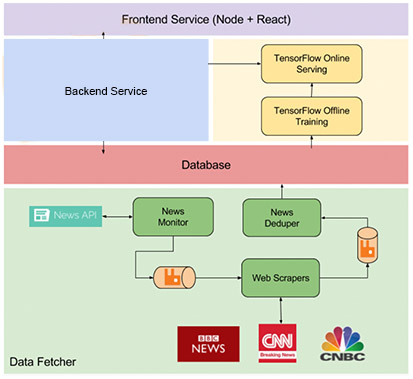 Frontend Service (Node + React)
Backend Service
TensorFlow Online
Serving
TensorFlow Offline
Training
Database
News API
News
Monitor
News
Deduper
Web Scrapers
BBC
NEWS
CNN
Breaking News
CNBC
Data Fetcher